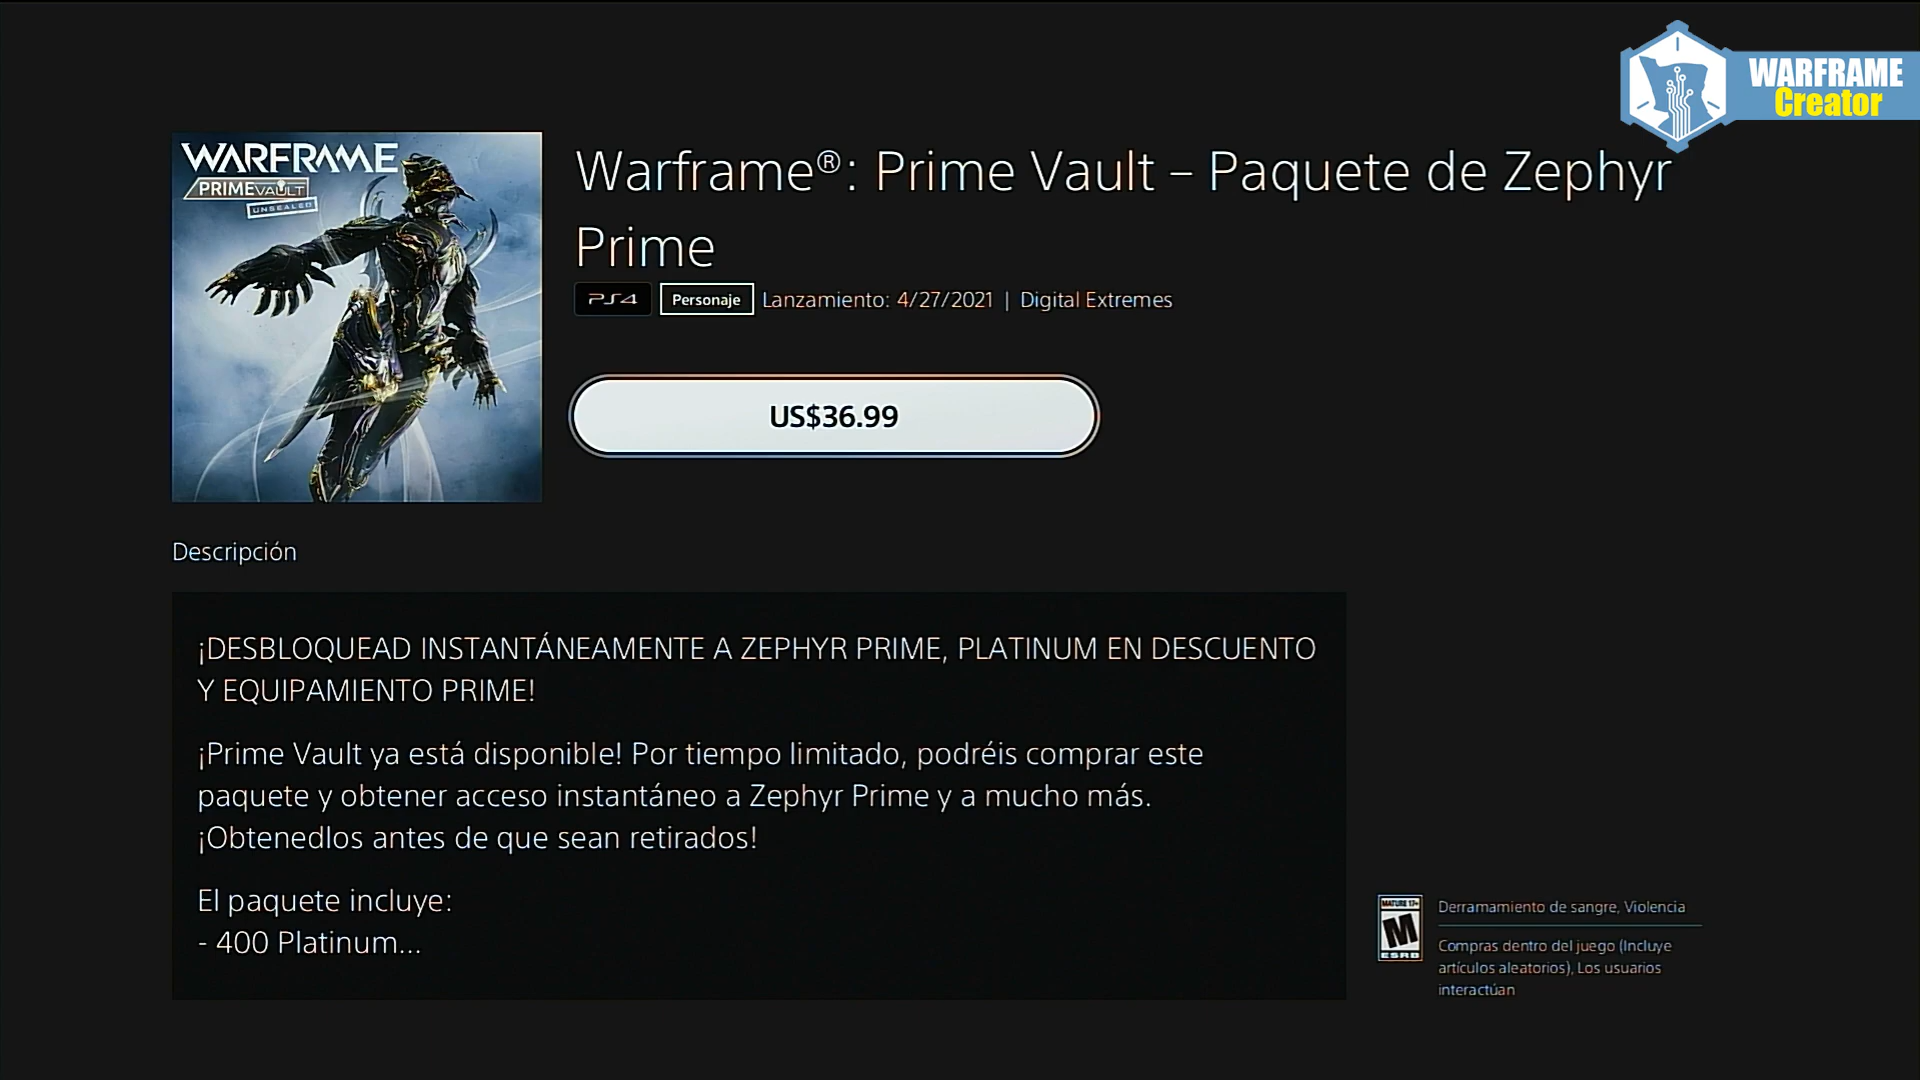 WARFRAME
Creator
WARFRAME
PRIMEVAULT
UNSEALED
Warframe®: Prime Vault – Paquete de Zephyr
Prime
PS4 Personaje Lanzamiento: 4/27/2021 | Digital Extremes
US$36.99
Descripción
¡DESBLOQUEAD INSTANTÁNEAMENTE A ZEPHYR PRIME, PLATINUM EN DESCUENTO
Y EQUIPAMIENTO PRIME!
¡Prime Vault ya está disponible! Por tiempo limitado, podréis comprar este
paquete y obtener acceso instantáneo a Zephyr Prime y a mucho más.
¡Obtenedlos antes de que sean retirados!
El paquete incluye:
- 400 Platinum...
MATURE 17+
M
ESRB
Derramamiento de sangre, Violencia
Compras dentro del juego (Incluye
artículos aleatorios), Los usuarios
interactúan